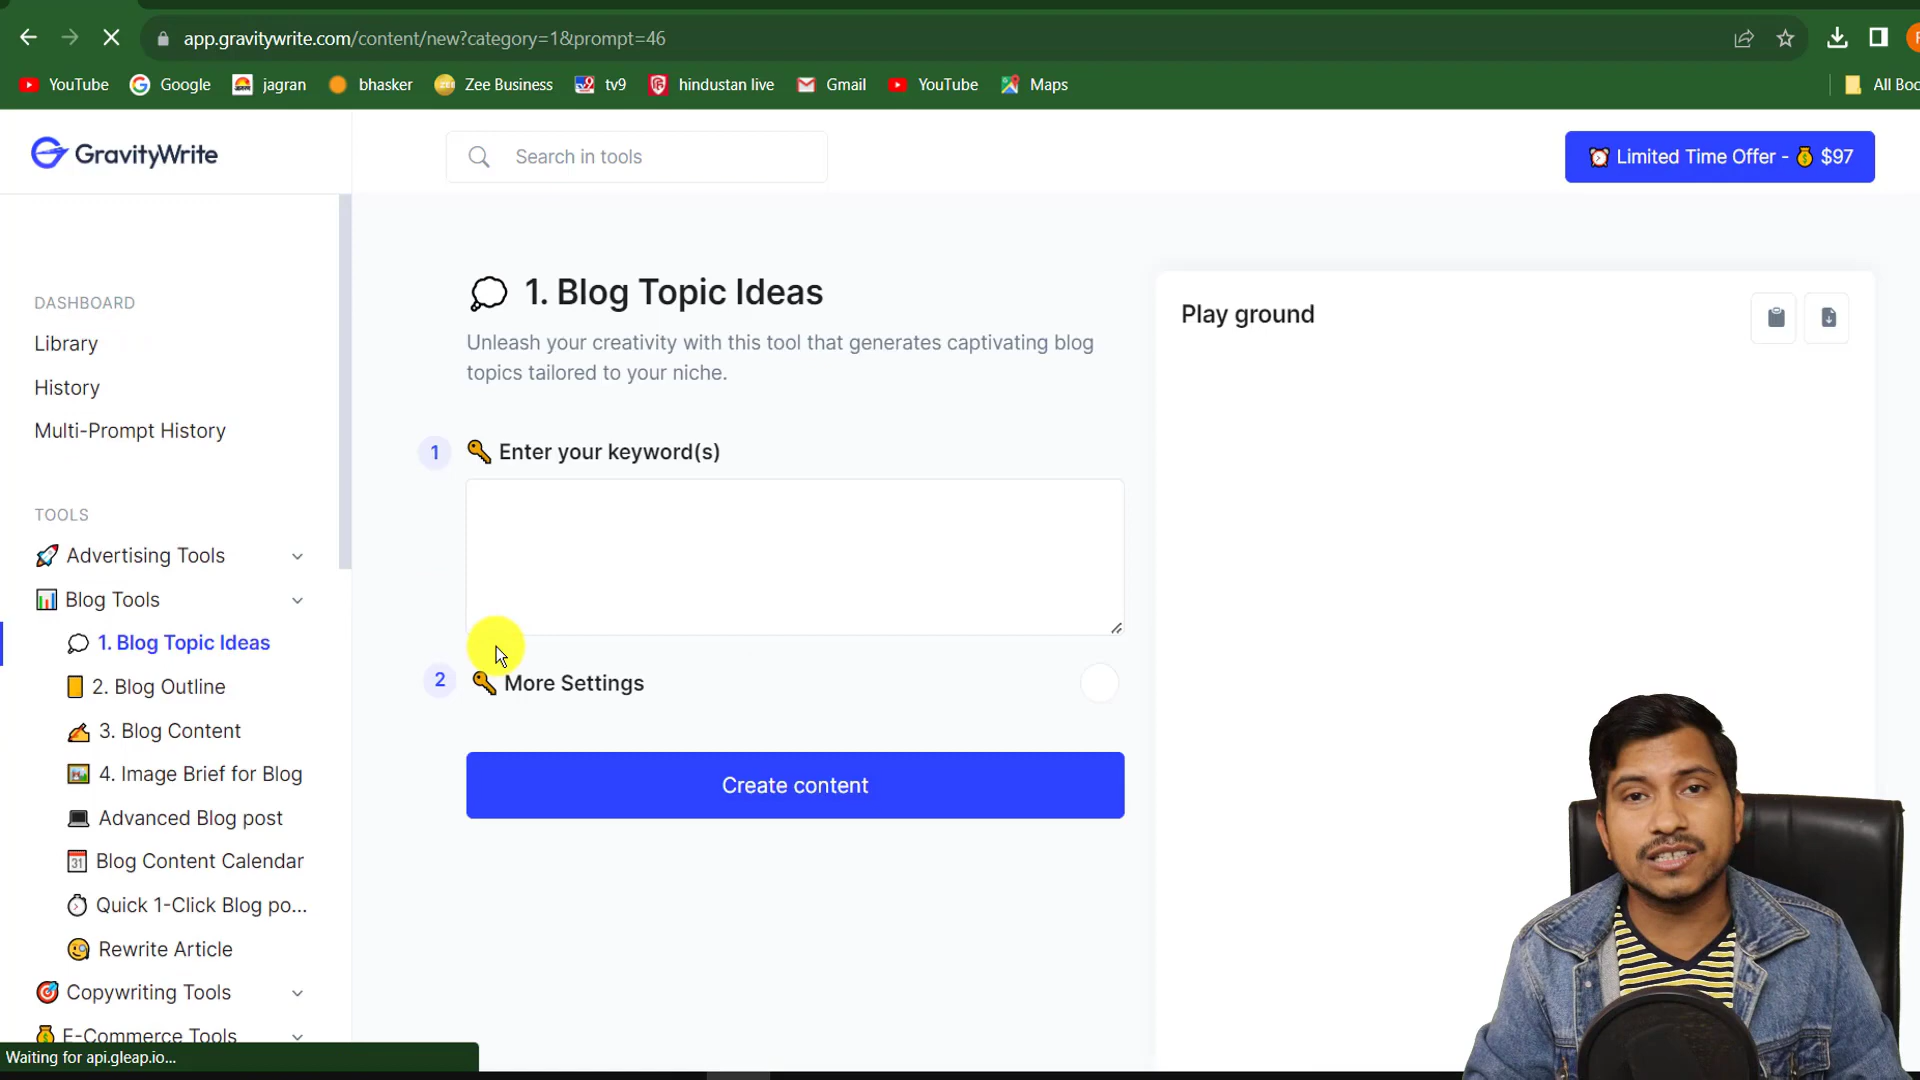 app.gravitywrite.com/content/new?category=1&prompt=46
YouTube Google jagran bhasker Zee Business tv9 hindustan live Gmail YouTube Maps All Boo
GravityWrite
Search in tools
Limited Time Offer - $97
DASHBOARD
Library
History
Multi-Prompt History
TOOLS
Advertising Tools
Blog Tools
1. Blog Topic Ideas
2. Blog Outline
3. Blog Content
4. Image Brief for Blog
Advanced Blog post
Blog Content Calendar
Quick 1-Click Blog po...
Rewrite Article
Copywriting Tools
E-Commerce Tools
Waiting for api.gleap.io...
1. Blog Topic Ideas
Unleash your creativity with this tool that generates captivating blog
topics tailored to your niche.
1 Enter your keyword(s)
2 More Settings
Create content
Play ground